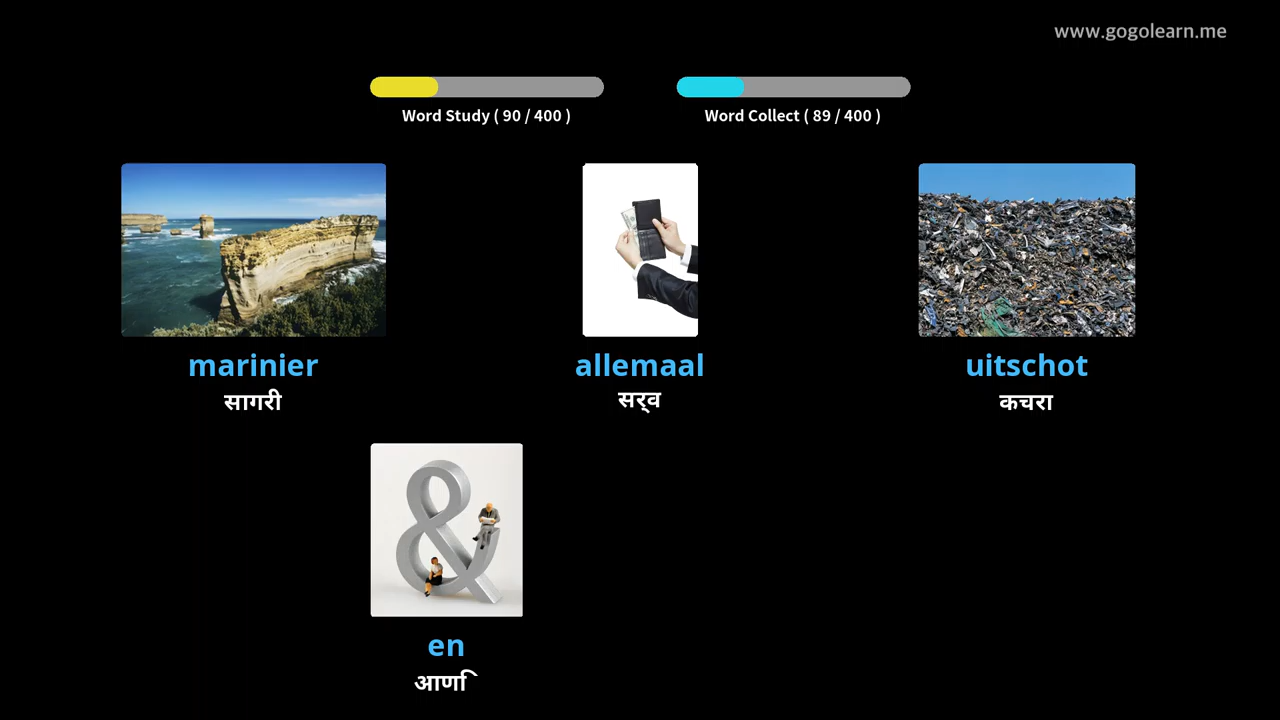 www.gogolearn.me
Word Study ( 90 / 400 )
Word Collect ( 89 / 400 )
marinier
allemaal
uitschot
सागरी
सर्व
कचरा
&
en
आणि